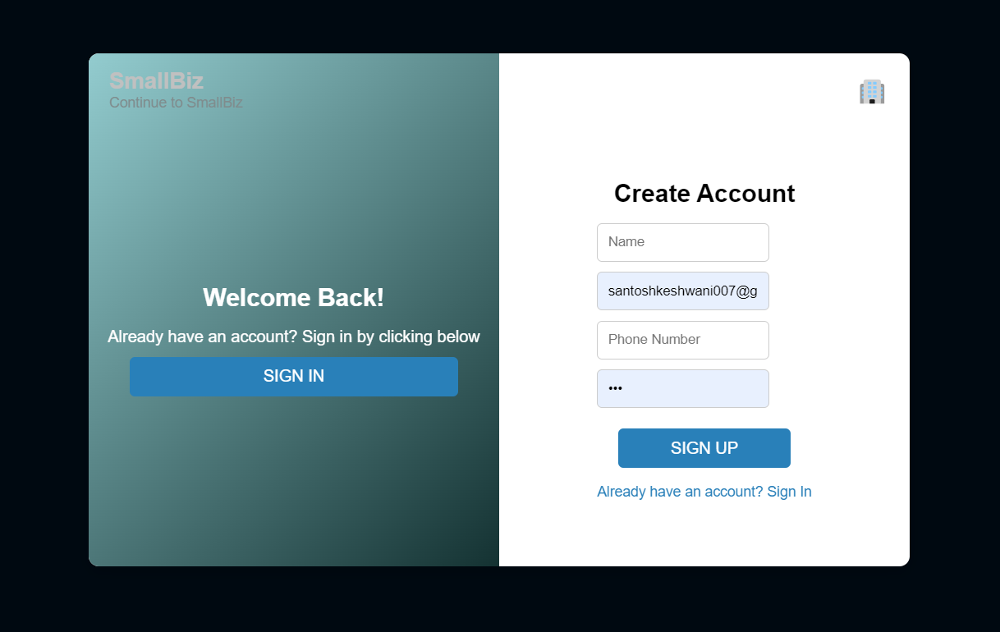 SmallBiz
Continue to SmallBiz
Welcome Back!
Already have an account? Sign in by clicking below
SIGN IN
Create Account
Name
santoshkeshwani007@g
Phone Number
•••
SIGN UP
Already have an account? Sign In